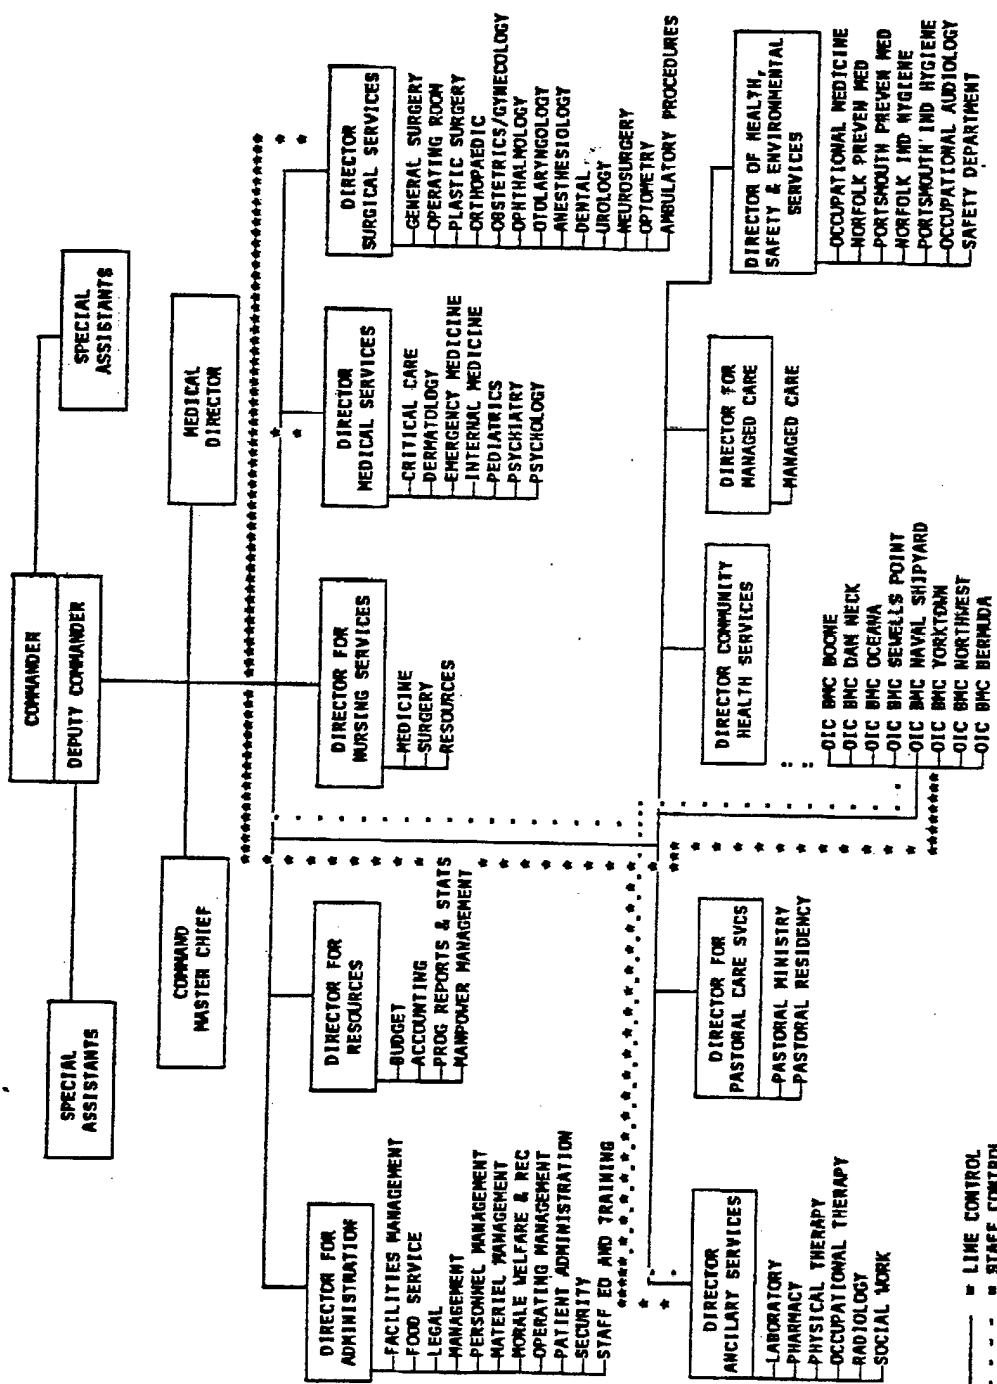 COMMANDER
DEPUTY COMMANDER
SPECIAL
ASSISTANTS
SPECIAL
ASSISTANTS
COMMAND
MASTER CHIEF
MEDICAL
DIRECTOR
DIRECTOR FOR
ADMINISTRATION
FACILITIES MANAGEMENT
FOOD SERVICE
LEGAL
MANAGEMENT
PERSONNEL MANAGEMENT
MATERIEL MANAGEMENT
MORALE WELFARE & REC
OPERATING MANAGEMENT
PATIENT ADMINISTRATION
SECURITY
STAFF ED AND TRAINING
DIRECTOR FOR
RESOURCES
BUDGET
ACCOUNTING
PROG REPORTS & STATS
MANPOWER MANAGEMENT
DIRECTOR FOR
NURSING SERVICES
MEDICINE
SURGERY
RESOURCES
DIRECTOR
MEDICAL SERVICES
CRITICAL CARE
DERMATOLOGY
EMERGENCY MEDICINE
INTERNAL MEDICINE
PEDIATRICS
PSYCHIATRY
PSYCHOLOGY
DIRECTOR
SURGICAL SERVICES
GENERAL SURGERY
OPERATING ROOM
PLASTIC SURGERY
ORTHOPAEDIC
OBSTETRICS/GYNECOLOGY
OPHTHALMOLOGY
OTOLARYNGOLOGY
ANESTHESIOLOGY
DENTAL
UROLOGY
NEUROSURGERY
OPTOMETRY
AMBULATORY PROCEDURES
DIRECTOR
ANCILARY SERVICES
LABORATORY
PHARMACY
PHYSICAL THERAPY
OCCUPATIONAL THERAPY
RADIOLOGY
SOCIAL WORK
DIRECTOR FOR
PASTORAL CARE SVCS
PASTORAL MINISTRY
PASTORAL RESIDENCY
DIRECTOR COMMUNITY
HEALTH SERVICES
OIC BMC BOONE
OIC BMC DAM NECK
OIC BMC OCEANA
OIC BMC SEWELLS POINT
OIC BMC NAVAL SHIPYARD
OIC BMC YORKTOWN
OIC BMC NORTHWEST
OIC BMC BERMUDA
DIRECTOR FOR
MANAGED CARE
MANAGED CARE
DIRECTOR OF HEALTH,
SAFETY & ENVIRONMENTAL
SERVICES
OCCUPATIONAL MEDICINE
NORFOLK PREVEN MED
PORTSMOUTH PREVEN MED
NORFOLK IND HYGIENE
PORTSMOUTH IND HYGIENE
OCCUPATIONAL AUDIOLOGY
SAFETY DEPARTMENT
= LINE CONTROL
= STAFF CONTROL